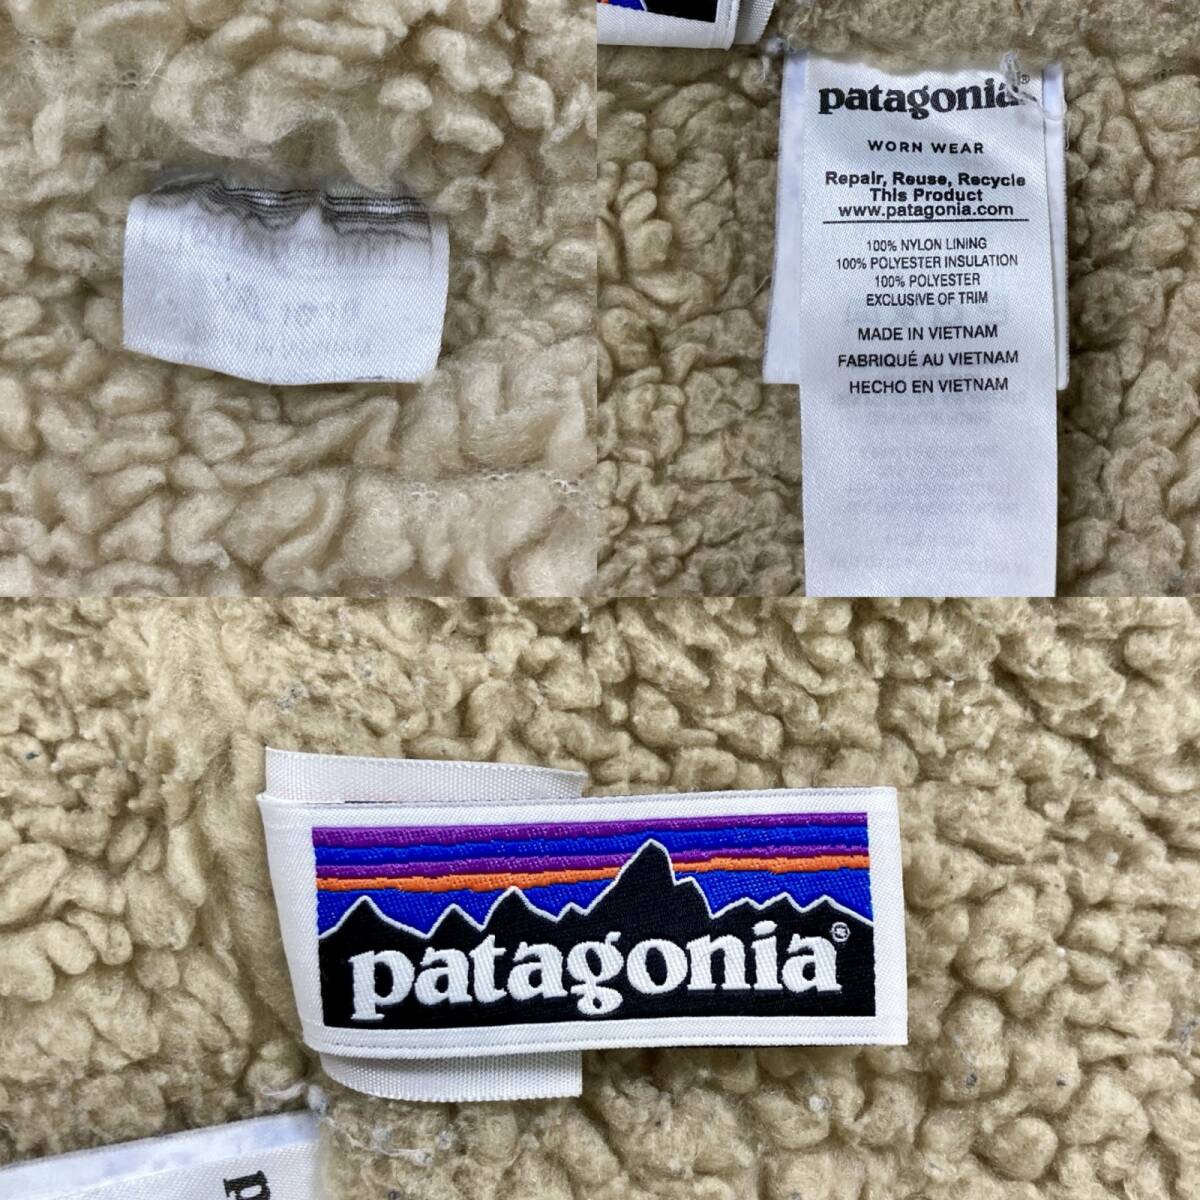 patagonia®
WORN WEAR
Repair, Reuse, Recycle
This Product
www.patagonia.com
100% NYLON LINING
100% POLYESTER INSULATION
100% POLYESTER
EXCLUSIVE OF TRIM
MADE IN VIETNAM
FABRIQUÉ AU VIETNAM
HECHO EN VIETNAM
patagonia®
p